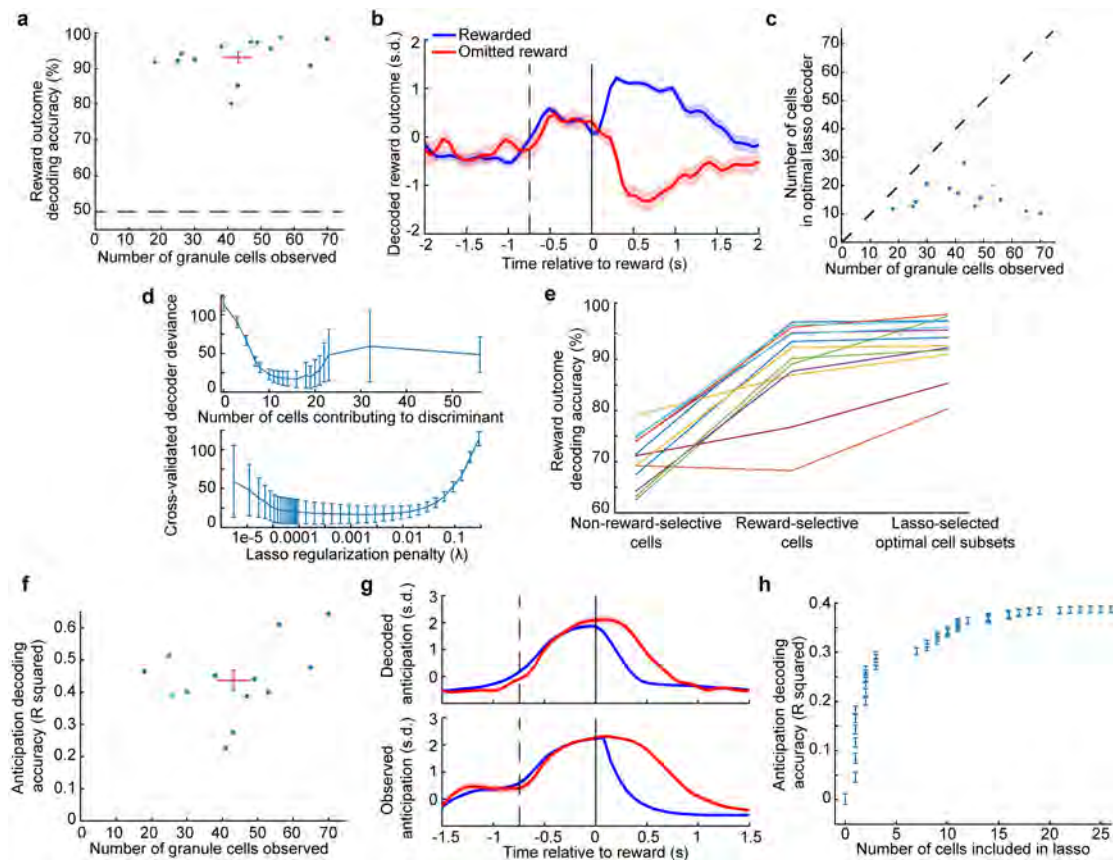 a
Reward outcome
decoding accuracy (%)
100
90
80
70
60
50
0 10 20 30 40 50 60 70
Number of granule cells observed
b
Rewarded
Omitted reward
Decoded reward outcome (s.d.)
2
1
0
-1
-2
-2 -1.5 -1 -0.5 0 0.5 1 1.5 2
Time relative to reward (s)
c
Number of cells
in optimal lasso decoder
70
60
50
40
30
20
10
0
0 10 20 30 40 50 60 70
Number of granule cells observed
d
Cross-validated decoder deviance
100
50
0
0 10 20 30 40 50
Number of cells contributing to discriminant
100
50
0
1e-5 0.0001 0.001 0.01 0.1
Lasso regularization penalty (λ)
e
Reward outcome
decoding accuracy (%)
100
90
80
70
60
Non-reward-selective
cells
Reward-selective
cells
Lasso-selected
optimal cell subsets
f
Anticipation decoding
accuracy (R squared)
0.6
0.5
0.4
0.3
0.2
0.1
0
0 10 20 30 40 50 60 70
Number of granule cells observed
g
Decoded
anticipation (s.d.)
3
2
1
0
Observed
anticipation (s.d.)
3
2
1
0
-1.5 -1 -0.5 0 0.5 1 1.5
Time relative to reward (s)
h
Anticipation decoding
accuracy (R squared)
0.4
0.3
0.2
0.1
0
0 5 10 15 20 25
Number of cells included in lasso